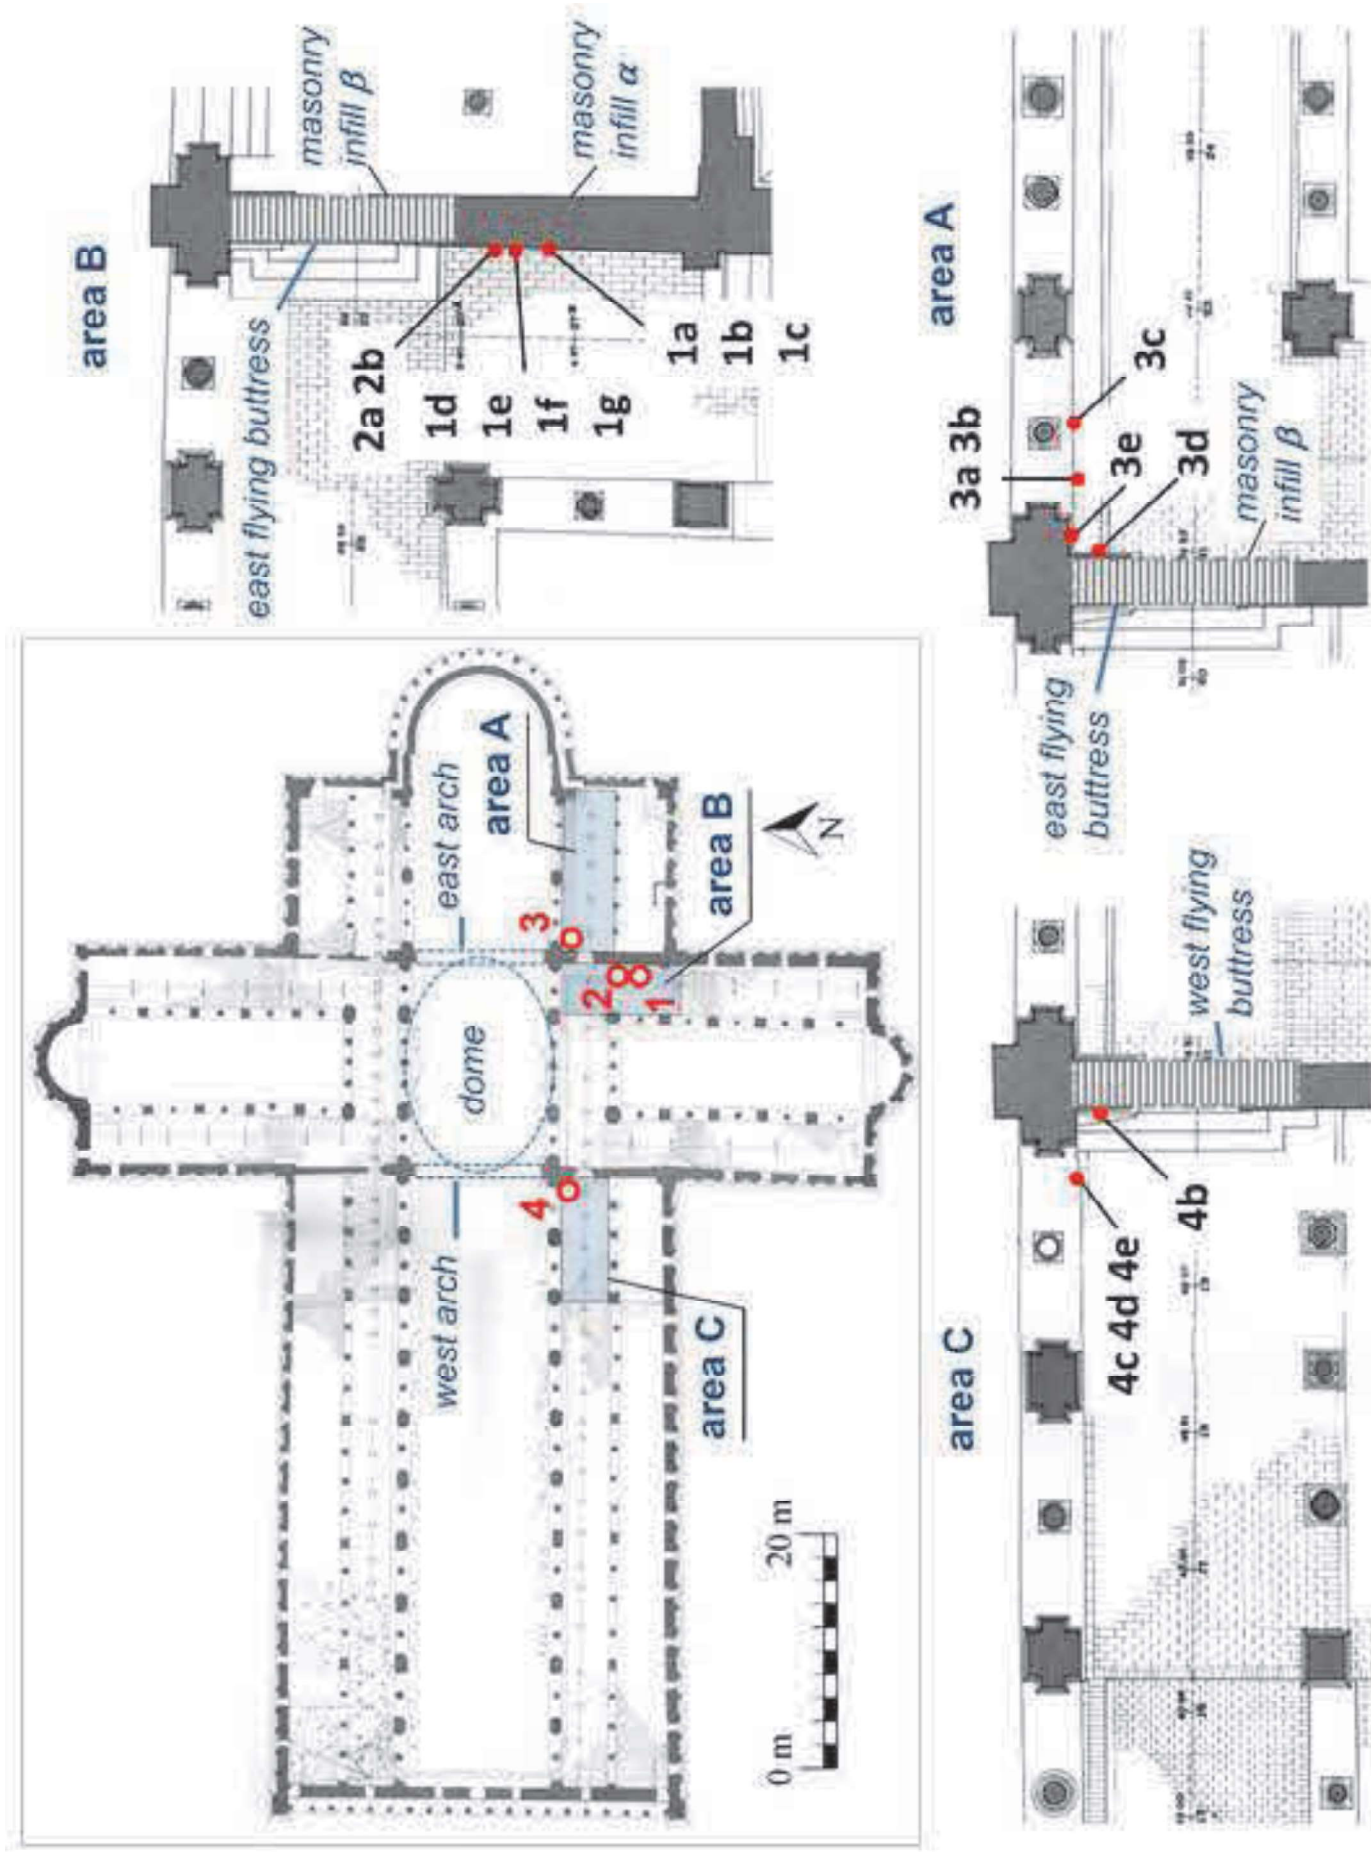 area B
masonry
infill β
masonry
infill α
east flying buttress
2a 2b
1d
1e
1f
1g
1a
1b
1c
area A
3a 3b
3c
3e
3d
masonry
infill β
east flying
buttress
east arch
area A
area B
N
3
2
1
dome
west arch
4
area C
0 m
20 m
area C
west flying
buttress
4b
4c 4d 4e